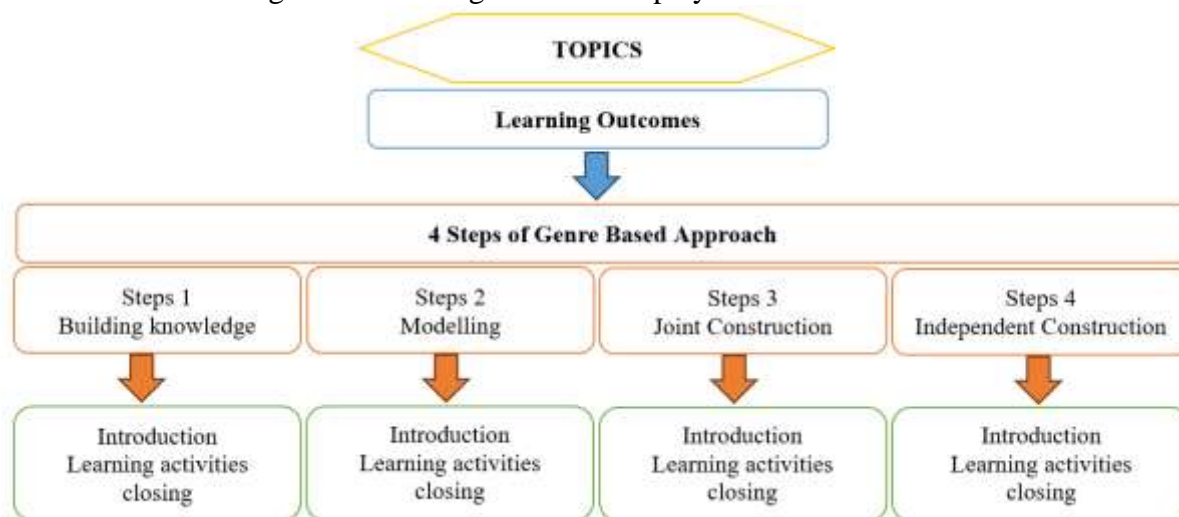 TOPICS
Learning Outcomes
4 Steps of Genre Based Approach
Steps 1
Building knowledge
Steps 2
Modelling
Steps 3
Joint Construction
Steps 4
Independent Construction
Introduction
Learning activities
closing
Introduction
Learning activities
closing
Introduction
Learning activities
closing
Introduction
Learning activities
closing